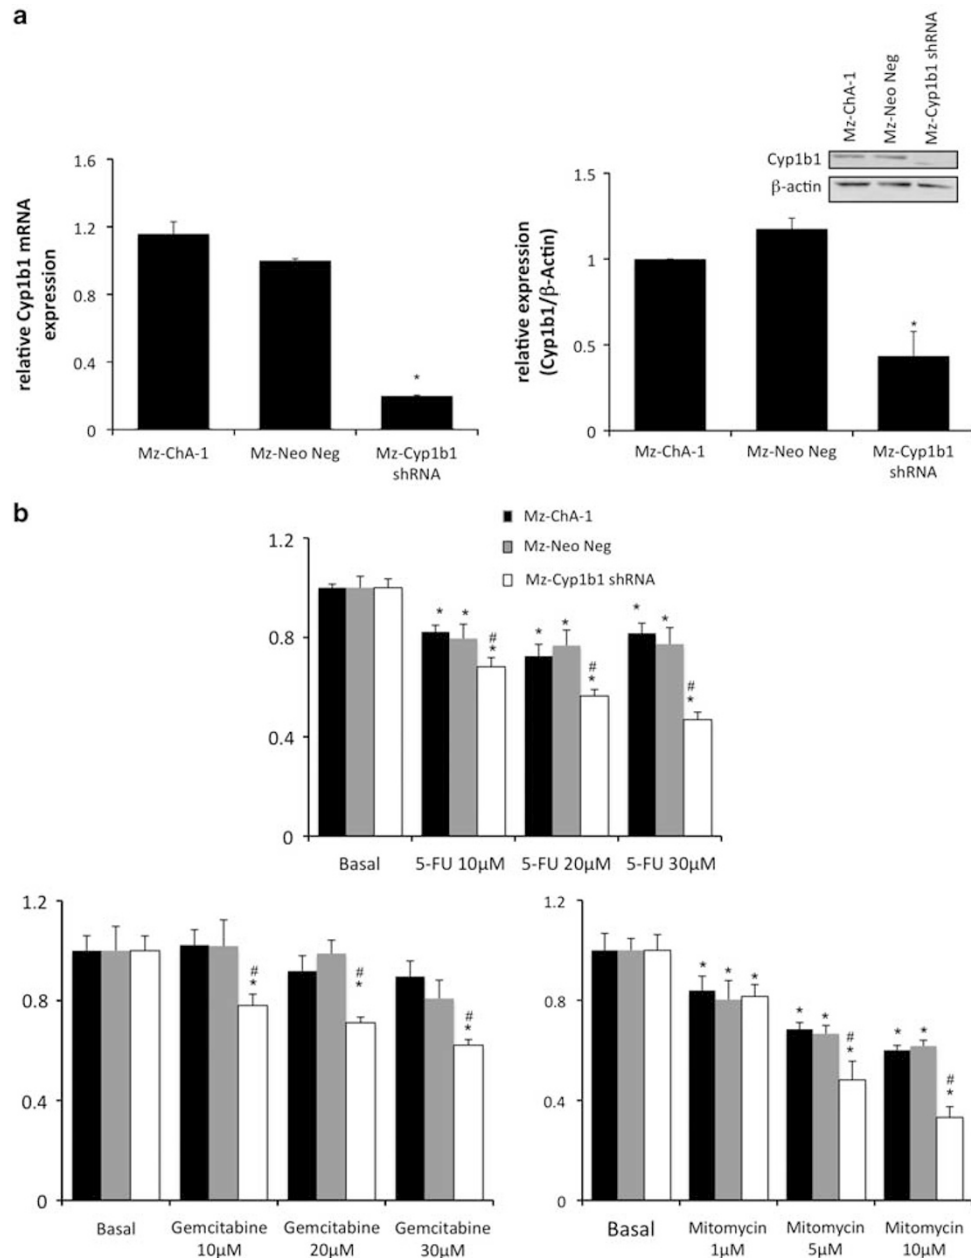 a
Mz-ChA-1
Mz-Neo Neg
Mz-Cyp1b1 shRNA
Cyp1b1
β-actin
relative Cyp1b1 mRNA
expression
1.6
1.2
0.8
0.4
0
*
Mz-ChA-1
Mz-Neo Neg
Mz-Cyp1b1
shRNA
relative expression
(Cyp1b1/β-Actin)
1.5
1
0.5
0
*
Mz-ChA-1
Mz-Neo Neg
Mz-Cyp1b1
shRNA
b
Mz-ChA-1
Mz-Neo Neg
Mz-Cyp1b1 shRNA
1.2
0.8
0.4
0
* * # *
* * # *
* * # *
Basal 5-FU 10μM 5-FU 20μM 5-FU 30μM
1.2
0.8
0.4
0
# *
# *
# *
Basal Gemcitabine Gemcitabine Gemcitabine
10μM 20μM 30μM
1.2
0.8
0.4
0
* * *
* * # *
* * # *
Basal Mitomycin Mitomycin Mitomycin
1μM 5μM 10μM